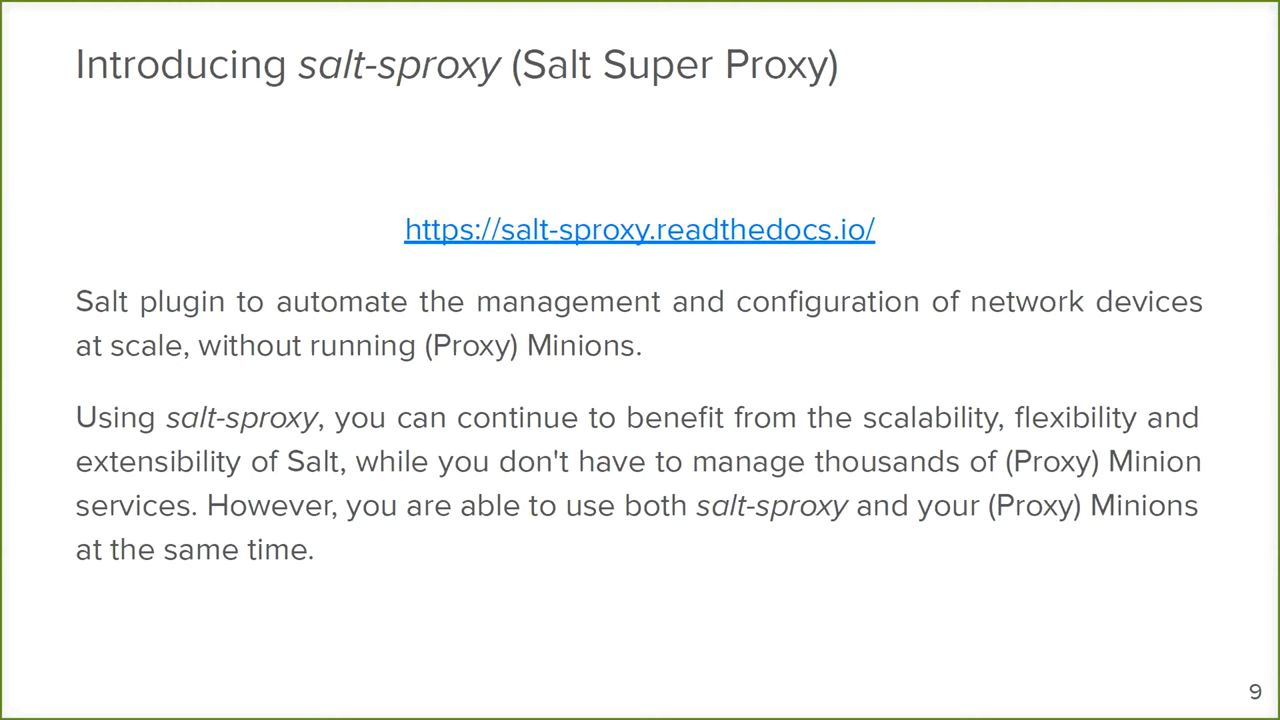 Introducing salt-sproxy (Salt Super Proxy)
https://salt-sproxy.readthedocs.io/
Salt plugin to automate the management and configuration of network devices
at scale, without running (Proxy) Minions.
Using salt-sproxy, you can continue to benefit from the scalability, flexibility and
extensibility of Salt, while you don't have to manage thousands of (Proxy) Minion
services. However, you are able to use both salt-sproxy and your (Proxy) Minions
at the same time.
9